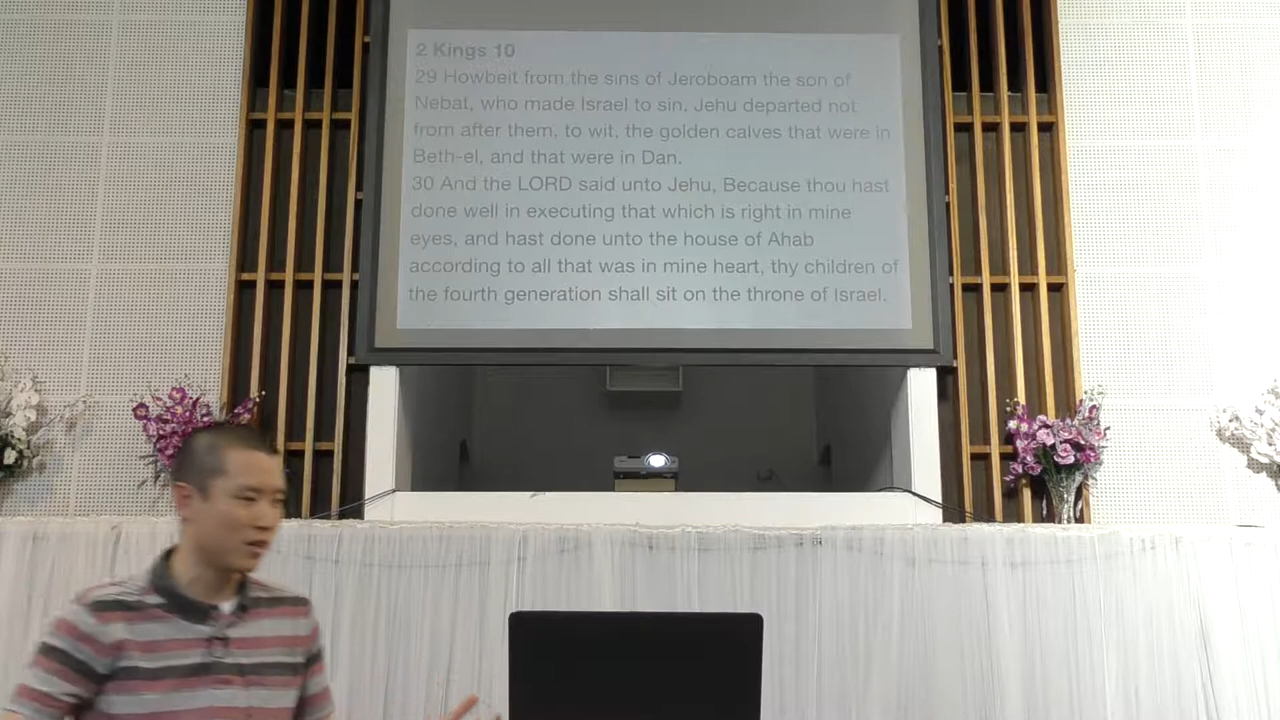 2 Kings 10
29 Howbeit from the sins of Jeroboam the son of
Nebat, who made Israel to sin, Jehu departed not
from after them, to wit, the golden calves that were in
Beth-el, and that were in Dan.
30 And the LORD said unto Jehu, Because thou hast
done well in executing that which is right in mine
eyes, and hast done unto the house of Ahab
according to all that was in mine heart, thy children of
the fourth generation shall sit on the throne of Israel.